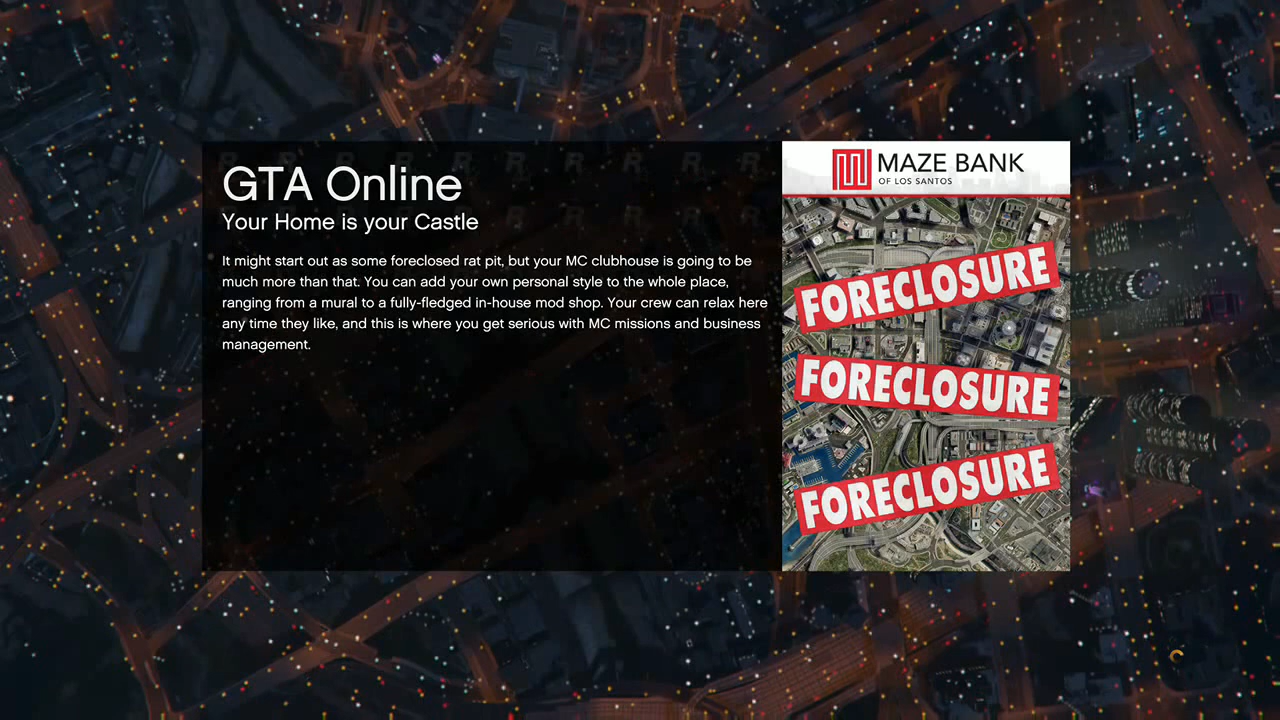 GTA Online
Your Home is your Castle
It might start out as some foreclosed rat pit, but your MC clubhouse is going to be
much more than that. You can add your own personal style to the whole place,
ranging from a mural to a fully-fledged in-house mod shop. Your crew can relax here
any time they like, and this is where you get serious with MC missions and business
management.
MAZE BANK
OF LOS SANTOS
FORECLOSURE
FORECLOSURE
FORECLOSURE